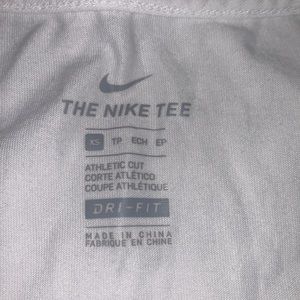 THE NIKE TEE
XS TP ECH EP
ATHLETIC CUT
CORTE ATLÉTICO
COUPE ATHLÉTIQUE
DRI-FIT
MADE IN CHINA
FABRIQUE EN CHINE